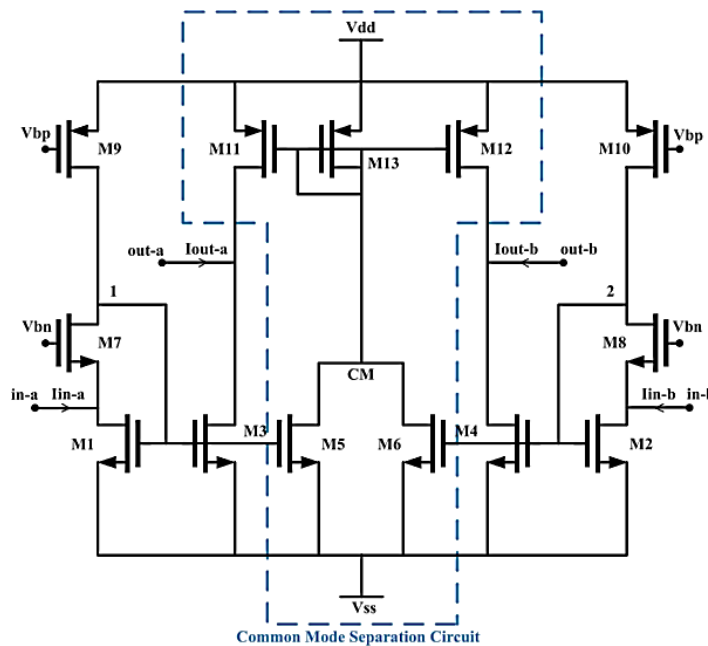 Vdd
Vbp
M9
M11
M13
M12
M10
Vbp
out-a
Iout-a
Iout-b
out-b
1
2
Vbn
M7
M8
Vbn
in-a
Iin-a
CM
Iin-b
M1
M3
M5
M6
M4
M2
Vss
Common Mode Separation Circuit